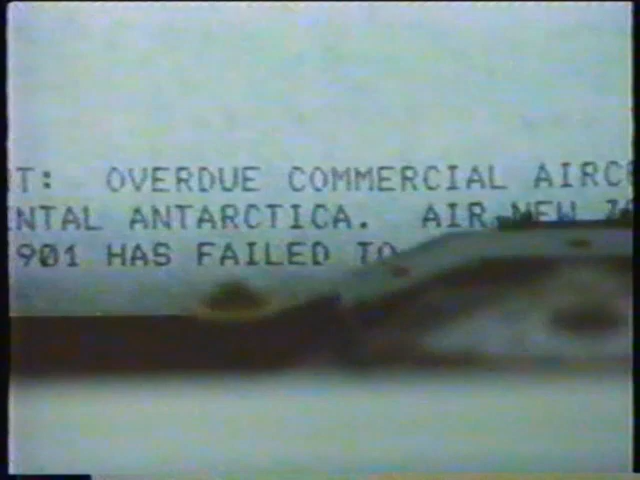 T: OVERDUE COMMERCIAL AIRC
NTAL ANTARCTICA. AIR NEW
901 HAS FAILED TO